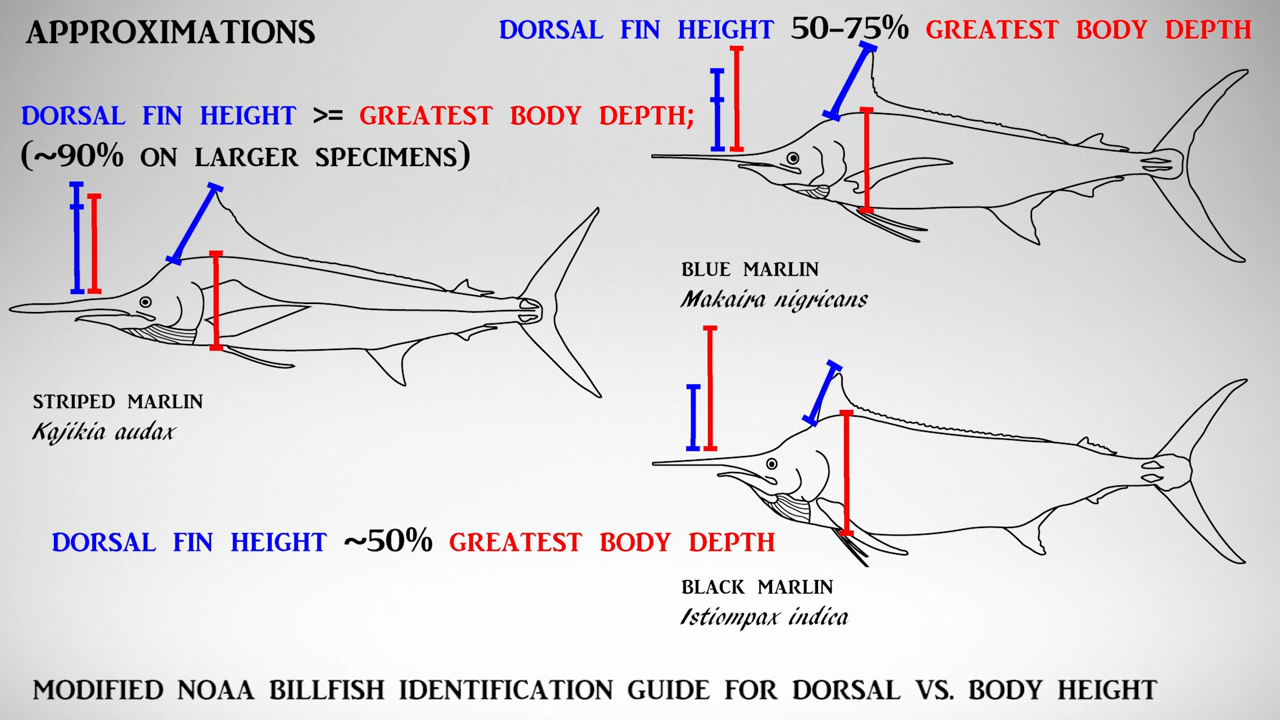 APPROXIMATIONS
DORSAL FIN HEIGHT 50–75% GREATEST BODY DEPTH
DORSAL FIN HEIGHT >= GREATEST BODY DEPTH;
(~90% ON LARGER SPECIMENS)
BLUE MARLIN
Makaira nigricans
STRIPED MARLIN
Kajikia audax
DORSAL FIN HEIGHT ~50% GREATEST BODY DEPTH
BLACK MARLIN
Istiompax indica
MODIFIED NOAA BILLFISH IDENTIFICATION GUIDE FOR DORSAL VS. BODY HEIGHT